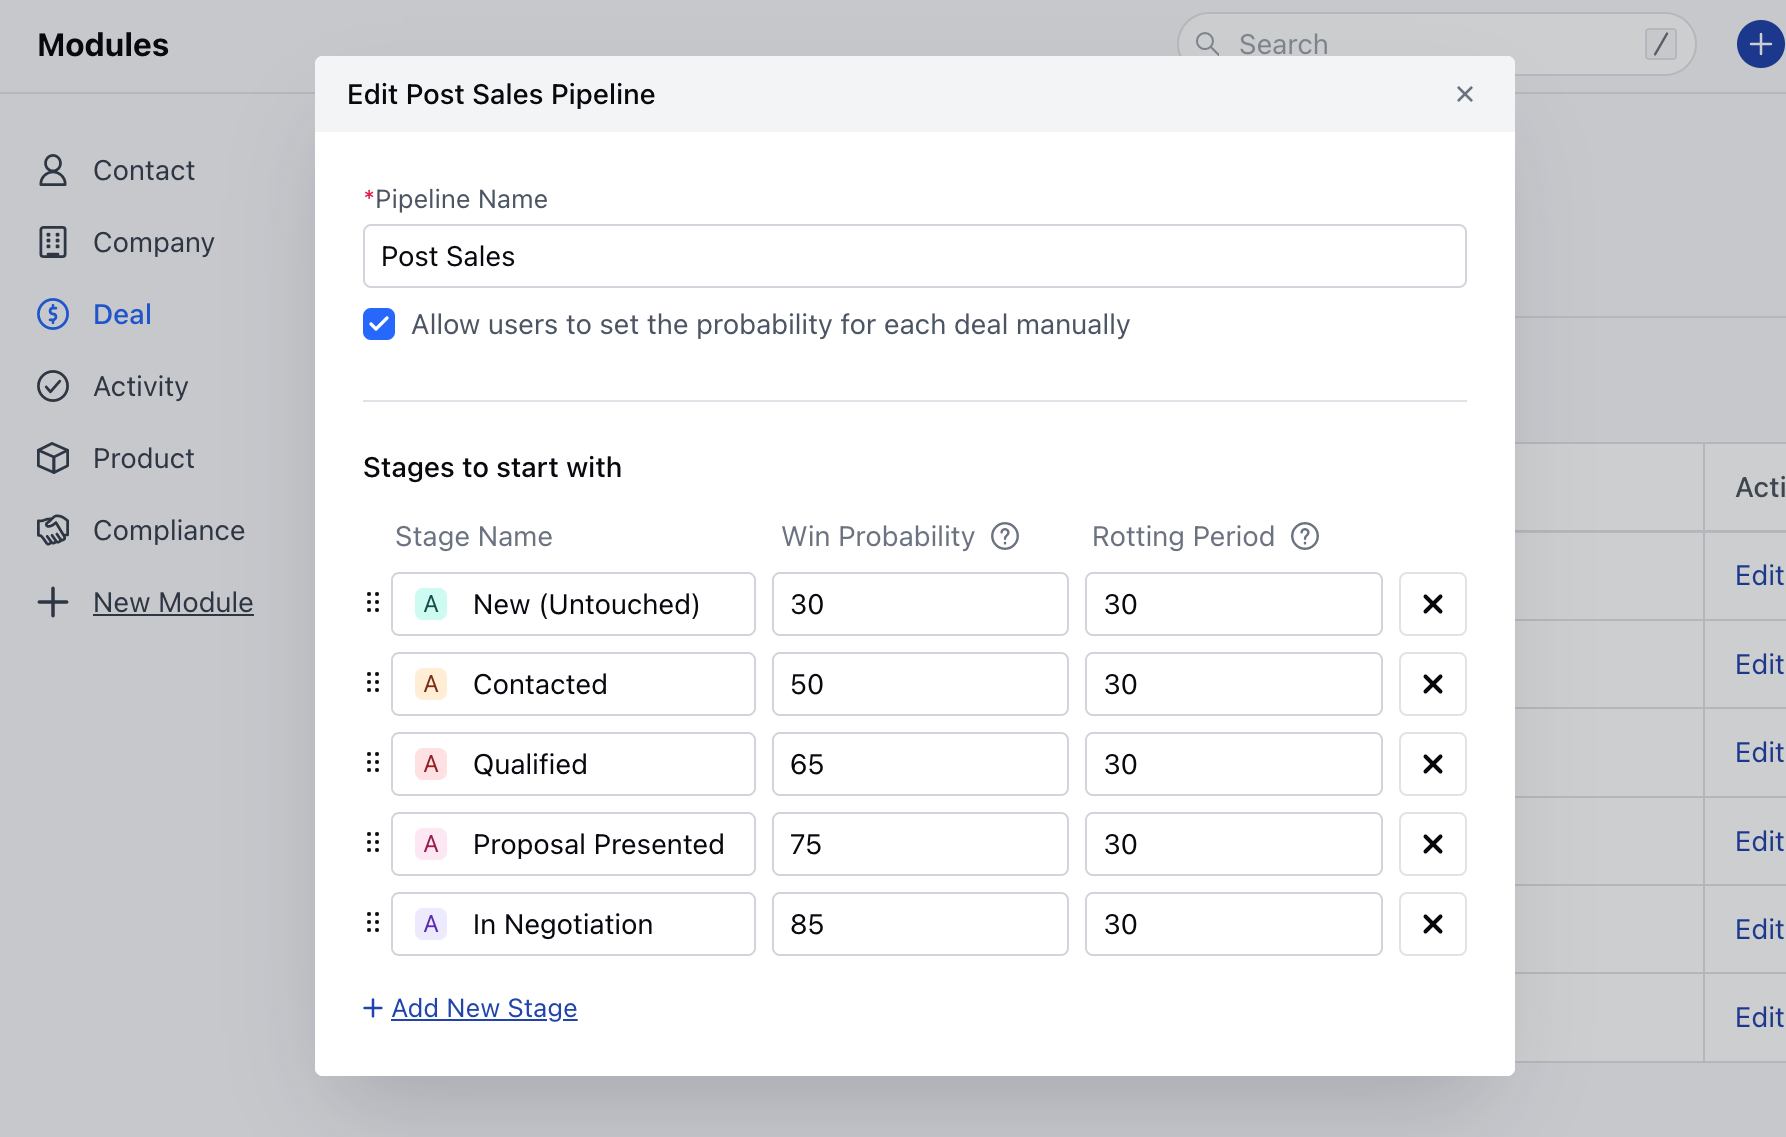 Modules
Search
/
Edit Post Sales Pipeline
Contact
Company
Deal
Activity
Product
Compliance
New Module
*Pipeline Name
Post Sales
Allow users to set the probability for each deal manually
Stages to start with
Stage Name Win Probability ? Rotting Period ?
A New (Untouched) 30 30
A Contacted 50 30
A Qualified 65 30
A Proposal Presented 75 30
A In Negotiation 85 30
+ Add New Stage
Acti
Edit
Edit
Edit
Edit
Edit
Edit